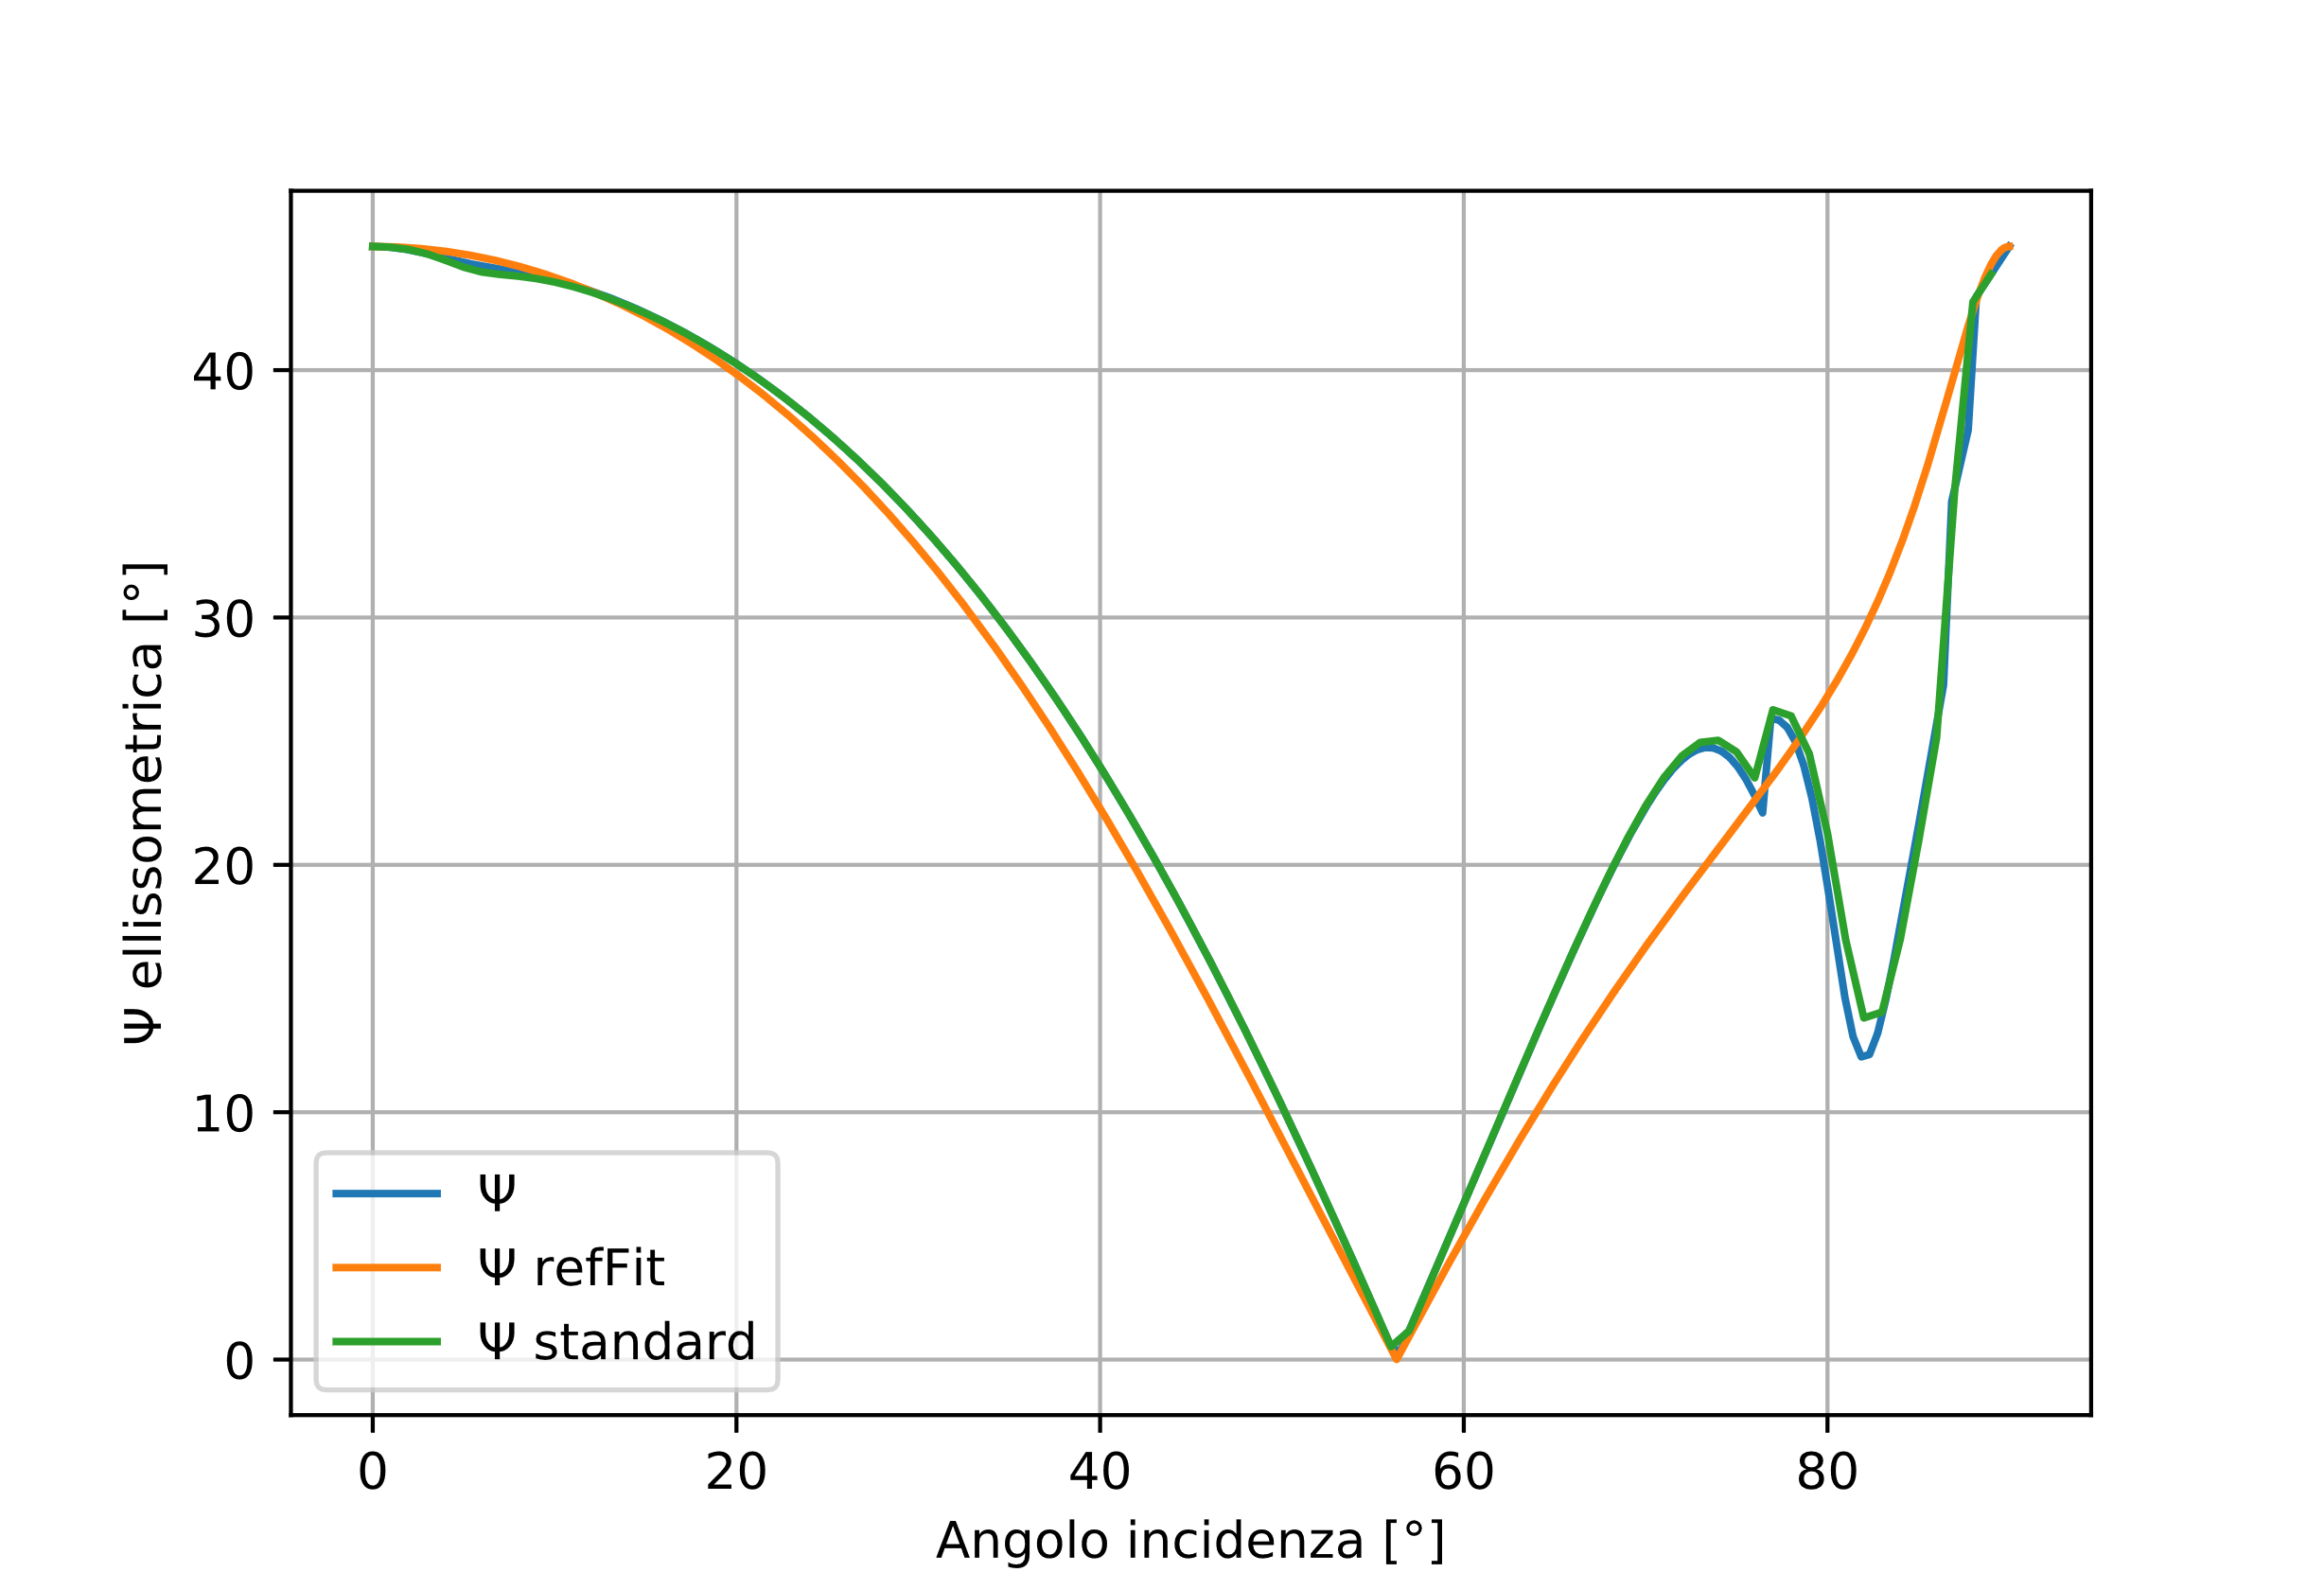 40
30
20
10
0
Ψ ellissometrica [°]
Ψ
Ψ refFit
Ψ standard
0 20 40 60 80
Angolo incidenza [°]